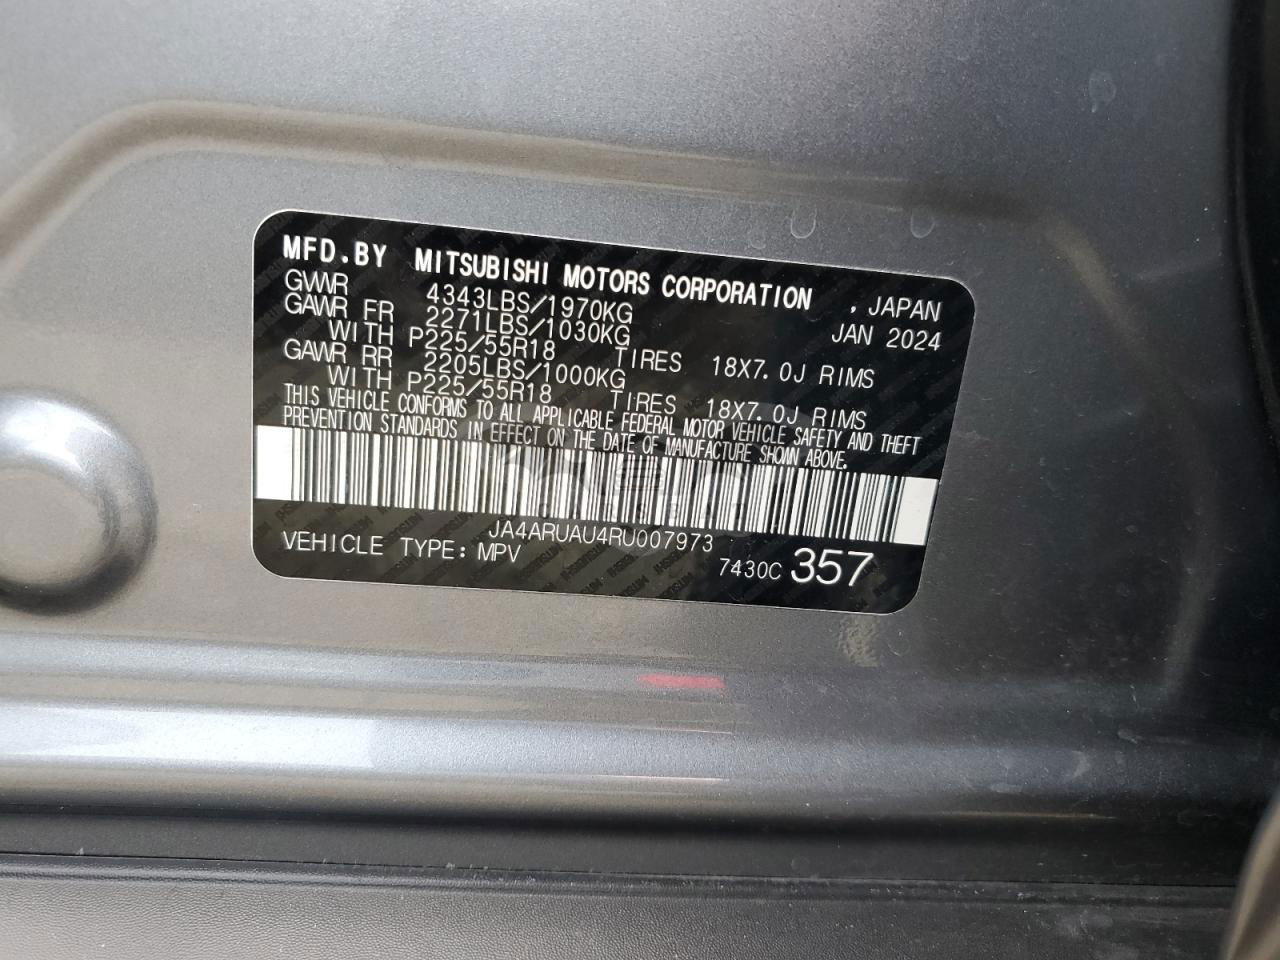 MFD.BY MITSUBISHI MOTORS CORPORATION , JAPAN
GWWR 4343LBS/1970KG JAN 2024
GAWR FR 2271LBS/1030KG
WITH P225/55R18 TIRES 18X7.0J RIMS
GAWR RR 2205LBS/1000KG
WITH P225/55R18 TIRES 18X7.0J RIMS
THIS VEHICLE CONFORMS TO ALL APPLICABLE FEDERAL MOTOR VEHICLE SAFETY AND THEFT
PREVENTION STANDARDS IN EFFECT ON THE DATE OF MANUFACTURE SHOWN ABOVE.
JA4ARUAU4RU007973
VEHICLE TYPE: MPV 7430C 357